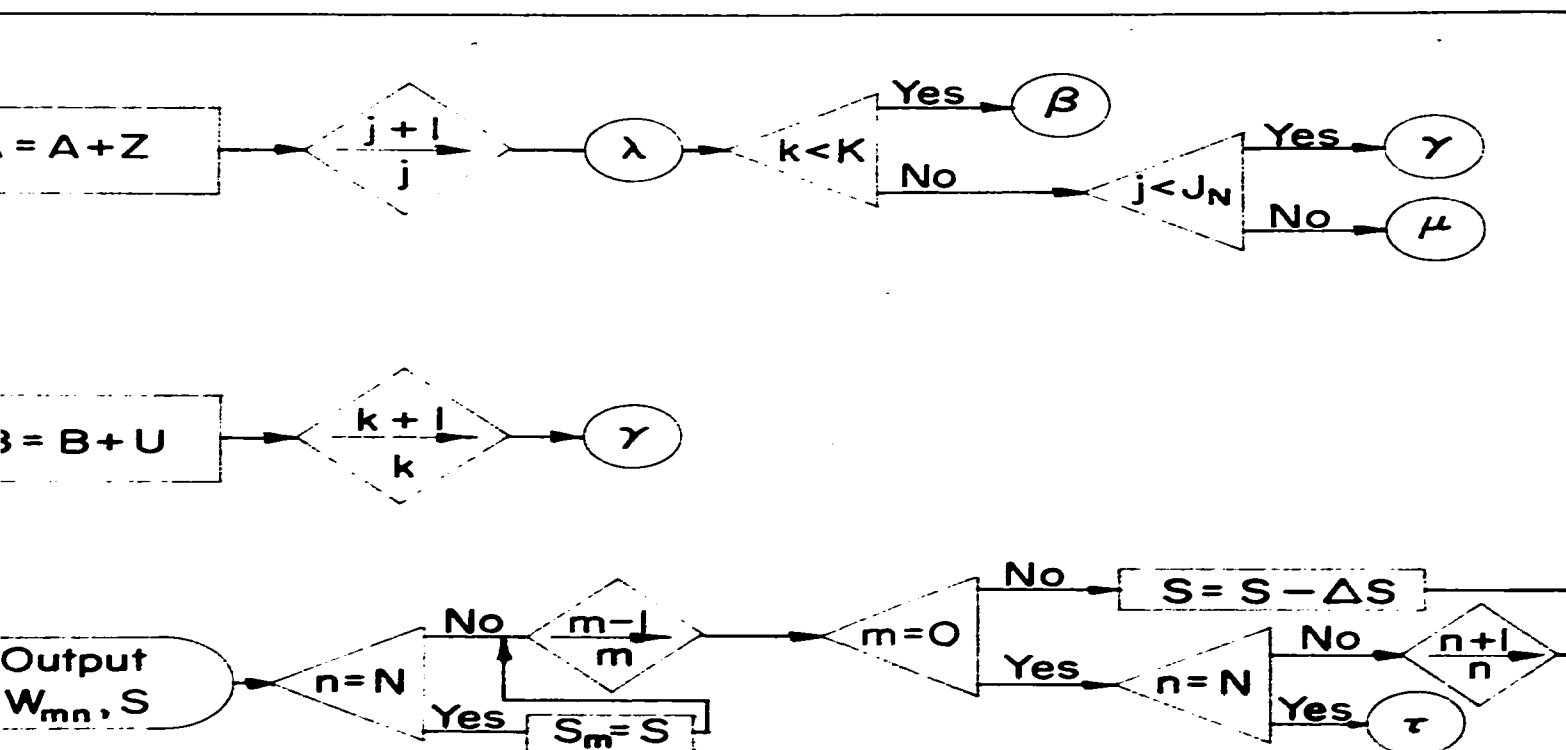 = A + Z
j + 1
j
λ
k < K
Yes
β
No
j < J_N
Yes
γ
No
μ
= B + U
k + 1
k
γ
Output
W_mn, S
n = N
No
Yes
S_m = S
m - 1
m
m = O
No
S = S - ΔS
Yes
n = N
No
n + 1
n
Yes
τ